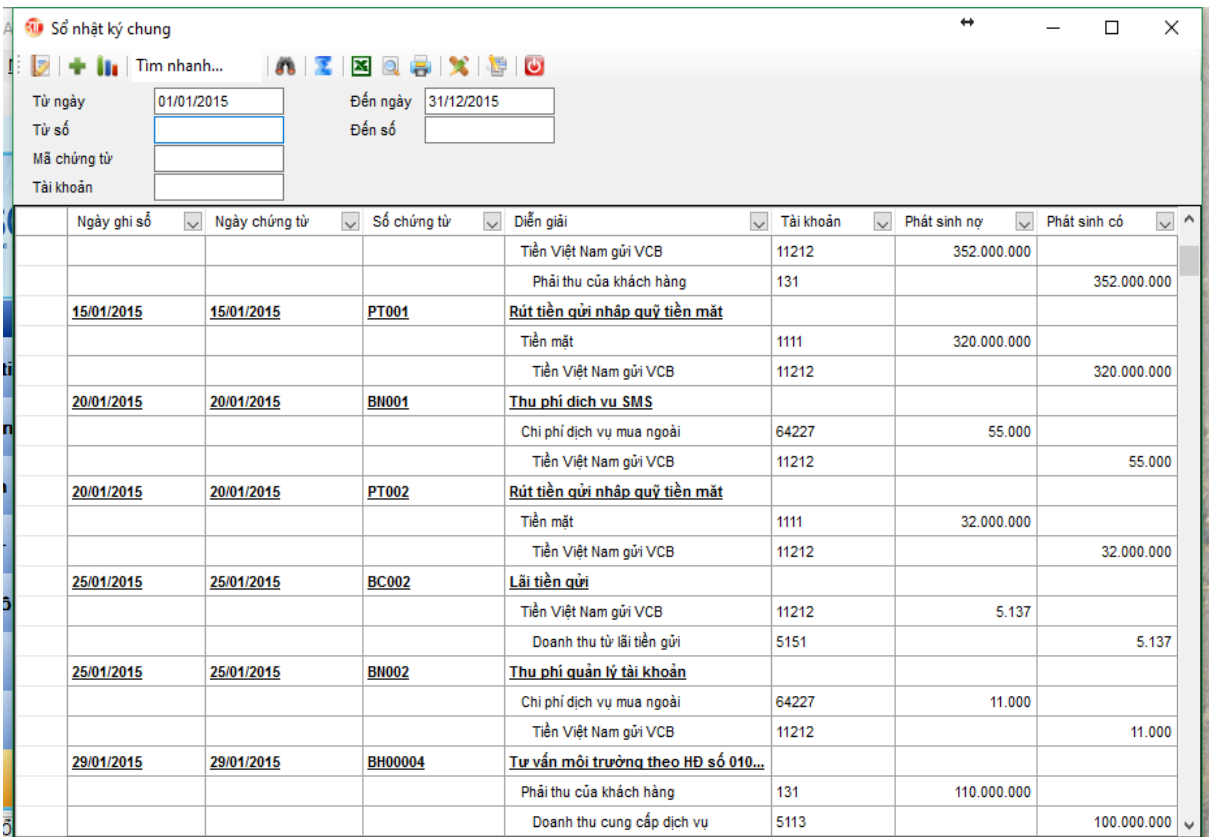 Sổ nhật ký chung
Tìm nhanh...
Từ ngày 01/01/2015 Đến ngày 31/12/2015
Từ số Đến số
Mã chứng từ
Tài khoản
Ngày ghi sổ Ngày chứng từ Số chứng từ Diễn giải Tài khoản Phát sinh nợ Phát sinh có
Tiền Việt Nam gửi VCB 11212 352.000.000
Phải thu của khách hàng 131 352.000.000
15/01/2015 15/01/2015 PT001 Rút tiền gửi nhập quỹ tiền mặt
Tiền mặt 1111 320.000.000
Tiền Việt Nam gửi VCB 11212 320.000.000
20/01/2015 20/01/2015 BN001 Thu phí dịch vụ SMS
Chi phí dịch vụ mua ngoài 64227 55.000
Tiền Việt Nam gửi VCB 11212 55.000
20/01/2015 20/01/2015 PT002 Rút tiền gửi nhập quỹ tiền mặt
Tiền mặt 1111 32.000.000
Tiền Việt Nam gửi VCB 11212 32.000.000
25/01/2015 25/01/2015 BC002 Lãi tiền gửi
Tiền Việt Nam gửi VCB 11212 5.137
Doanh thu từ lãi tiền gửi 5151 5.137
25/01/2015 25/01/2015 BN002 Thu phí quản lý tài khoản
Chi phí dịch vụ mua ngoài 64227 11.000
Tiền Việt Nam gửi VCB 11212 11.000
29/01/2015 29/01/2015 BH00004 Tư vấn môi trường theo HĐ số 010...
Phải thu của khách hàng 131 110.000.000
Doanh thu cung cấp dịch vụ 5113 100.000.000